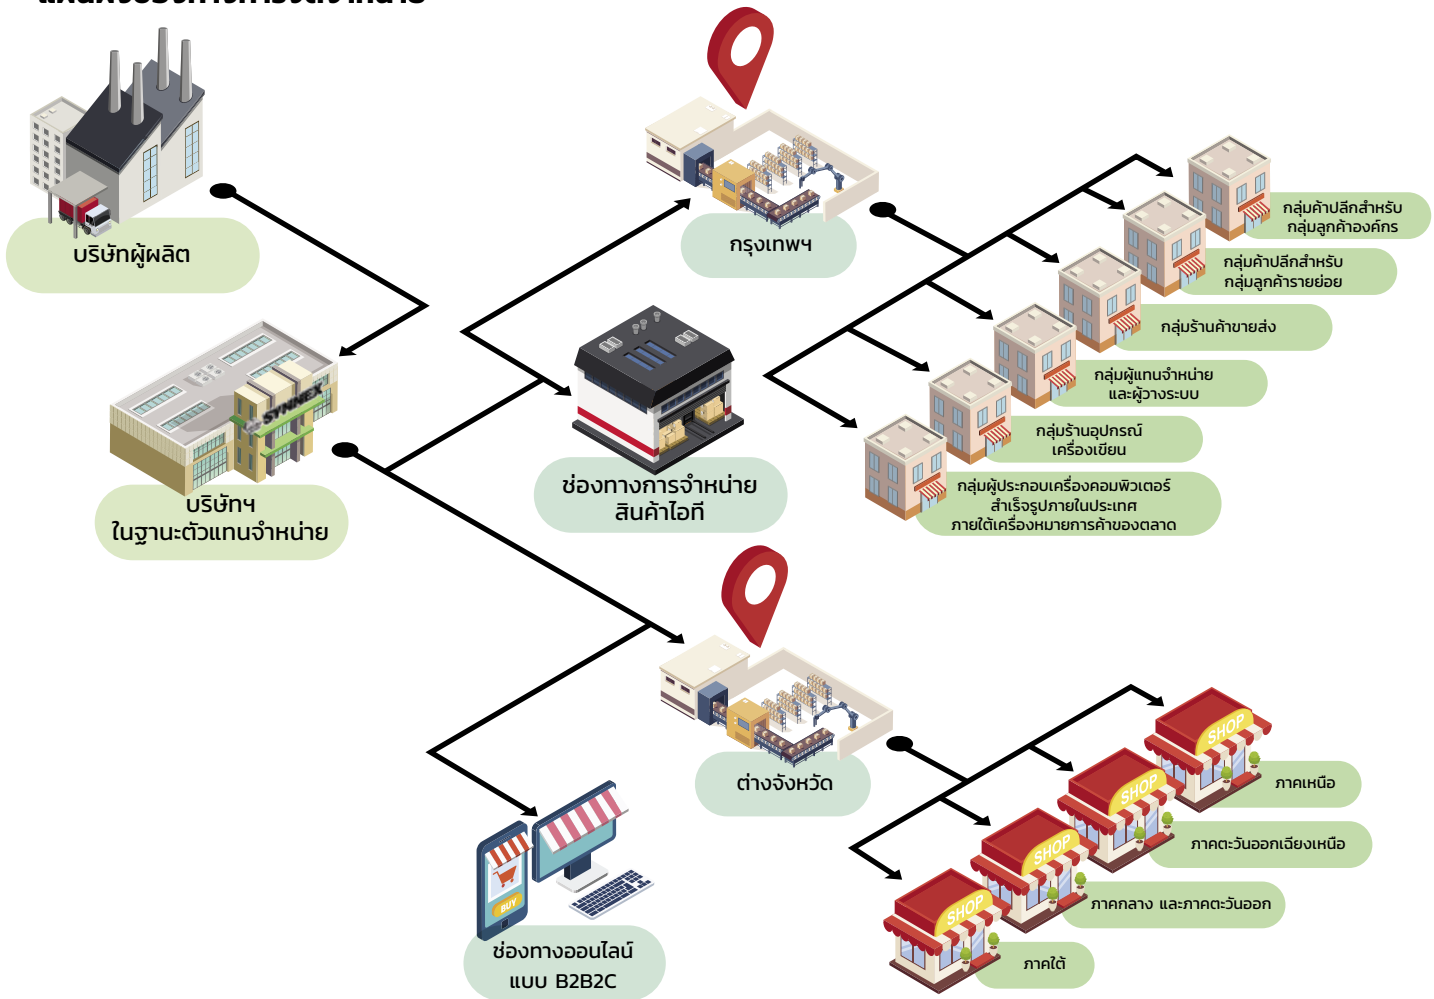 บริษัทผู้ผลิต
กรุงเทพฯ
กลุ่มค้าปลีกสำหรับ
กลุ่มลูกค้าองค์กร
กลุ่มค้าปลีกสำหรับ
กลุ่มลูกค้ารายย่อย
กลุ่มร้านค้าขายส่ง
กลุ่มผู้แทนจำหน่าย
และผู้วางระบบ
กลุ่มร้านอุปกรณ์
เครื่องเขียน
กลุ่มผู้ประกอบเครื่องคอมพิวเตอร์
สำเร็จรูปภายในประเทศ
ภายใต้เครื่องหมายการค้าของตลาด
SYNNEX
บริษัทฯ
ในฐานะตัวแทนจำหน่าย
ช่องทางการจำหน่าย
สินค้าไอที
ต่างจังหวัด
SHOP
ภาคเหนือ
SHOP
ภาคตะวันออกเฉียงเหนือ
SHOP
ภาคกลาง และภาคตะวันออก
SHOP
ภาคใต้
BUY
ช่องทางออนไลน์
แบบ B2B2C